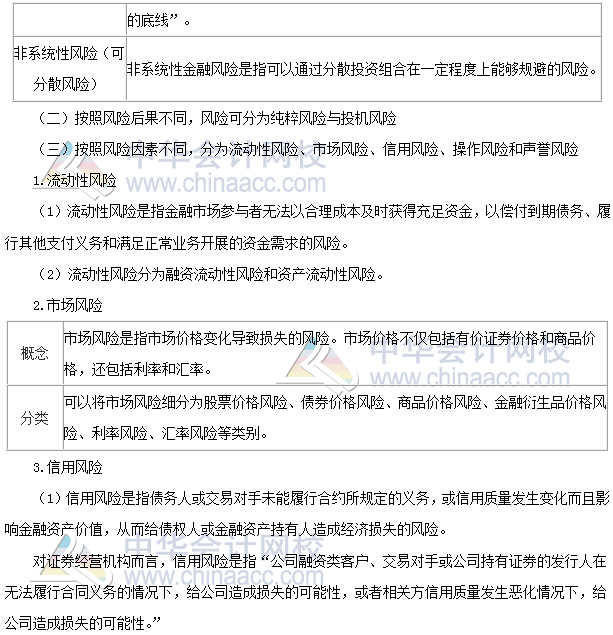 的底线”。
非系统性风险（可
分散风险）
非系统性金融风险是指可以通过分散投资组合在一定程度上能够规避的风险。
（二）按照风险后果不同，风险可分为纯粹风险与投机风险
（三）按照风险因素不同，分为流动性风险、市场风险、信用风险、操作风险和声誉风险
中华会计网校
www.chinaacc.com
1.流动性风险
（1）流动性风险是指金融市场参与者无法以合理成本及时获得充足资金，以偿付到期债务、履
行其他支付义务和满足正常业务开展的资金需求的风险。
（2）流动性风险分为融资流动性风险和资产流动性风险。
2.市场风险
概念
市场风险是指市场价格变化导致损失的风险。市场价格不仅包括有价证券价格和商品价
格，还包括利率和汇率。
中华会计网校
www.chinaacc.com
分类
可以将市场风险细分为股票价格风险、债券价格风险、商品价格风险、金融衍生品价格风
险、利率风险、汇率风险等类别。
3.信用风险
（1）信用风险是指债务人或交易对手未能履行合约所规定的义务，或信用质量发生变化而且影
响金融资产价值，从而给债权人或金融资产持有人造成经济损失的风险。
中华会计网校
www.chinaacc.com
对证券经营机构而言，信用风险是指“公司融资类客户、交易对手或公司持有证券的发行人在
无法履行合同义务的情况下，给公司造成损失的可能性，或者相关方信用质量发生恶化情况下，给
公司造成损失的可能性。”